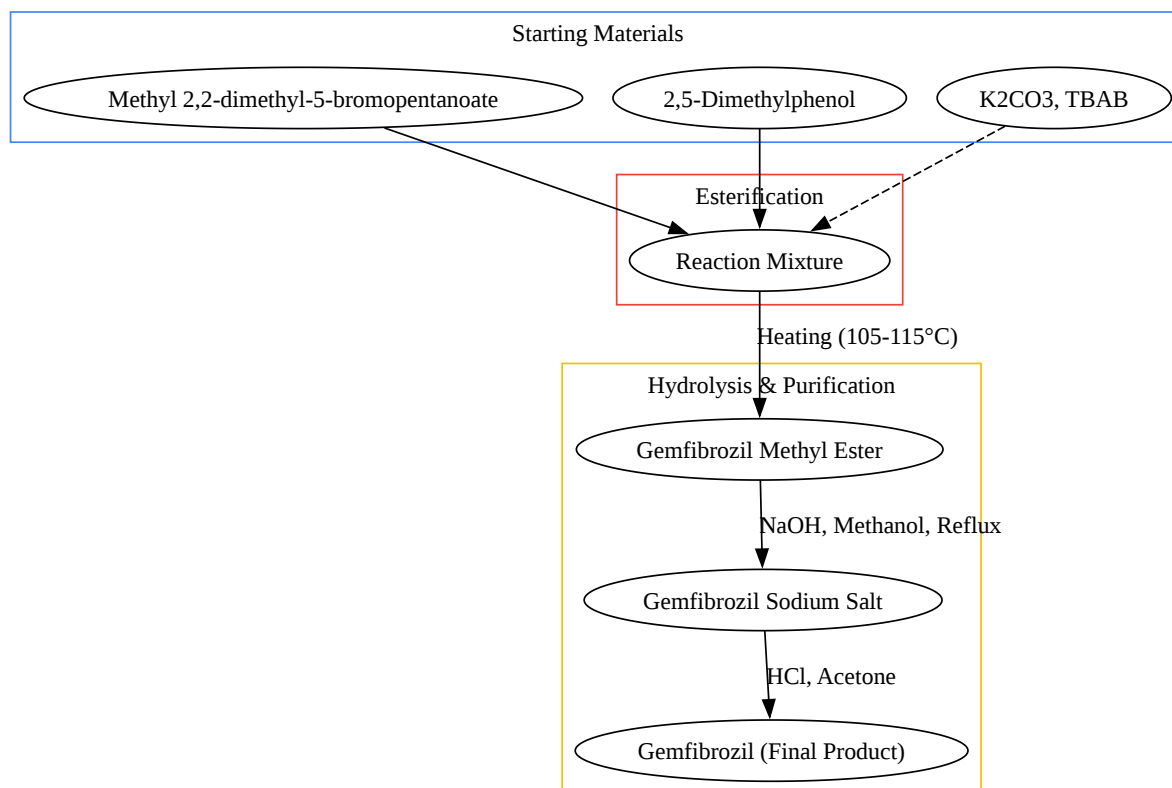 Starting Materials
Methyl 2,2-dimethyl-5-bromopentanoate
2,5-Dimethylphenol
K2CO3, TBAB
Esterification
Reaction Mixture
Heating (105-115°C)
Hydrolysis & Purification
Gemfibrozil Methyl Ester
NaOH, Methanol, Reflux
Gemfibrozil Sodium Salt
HCl, Acetone
Gemfibrozil (Final Product)